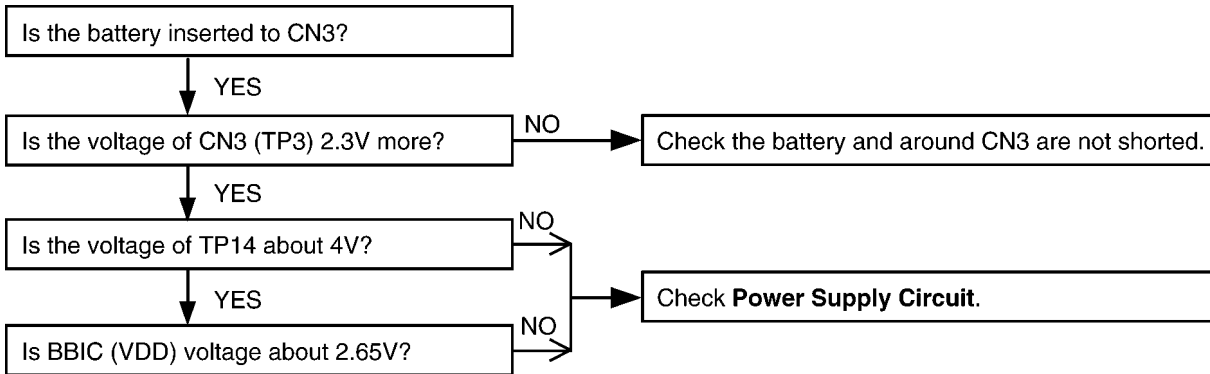 Is the battery inserted to CN3?
YES
Is the voltage of CN3 (TP3) 2.3V more?
NO
Check the battery and around CN3 are not shorted.
YES
Is the voltage of TP14 about 4V?
NO
YES
Check Power Supply Circuit.
NO
Is BBIC (VDD) voltage about 2.65V?